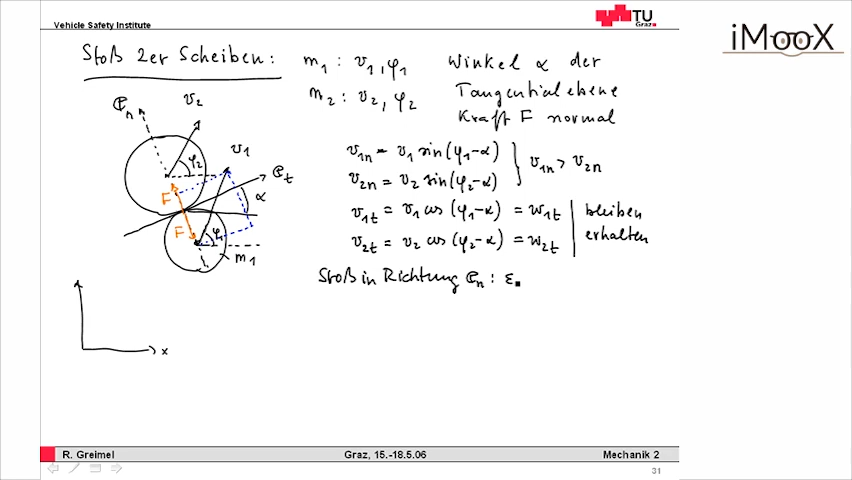 Vehicle Safety Institute
TU
Graz
iMooX
Stoß 2er Scheiben:
m₁ : v₁, φ₁ Winkel α der
m₂ : v₂, φ₂ Tangentialebene
Kraft F normal
v₁ₙ = v₁ sin(φ₁-α)
v₂ₙ = v₂ sin(φ₂-α)
v₁ₙ > v₂ₙ
v₁t = v₁ cos(φ₁-α) = w₁t
v₂t = v₂ cos(φ₂-α) = w₂t
bleiben
erhalten
Stoß in Richtung eₙ : ε
eₙ
v₂
φ₂
v₁
eₜ
F
α
F
φ₁
m₁
x
R. Greimel Graz, 15.-18.5.06 Mechanik 2
31